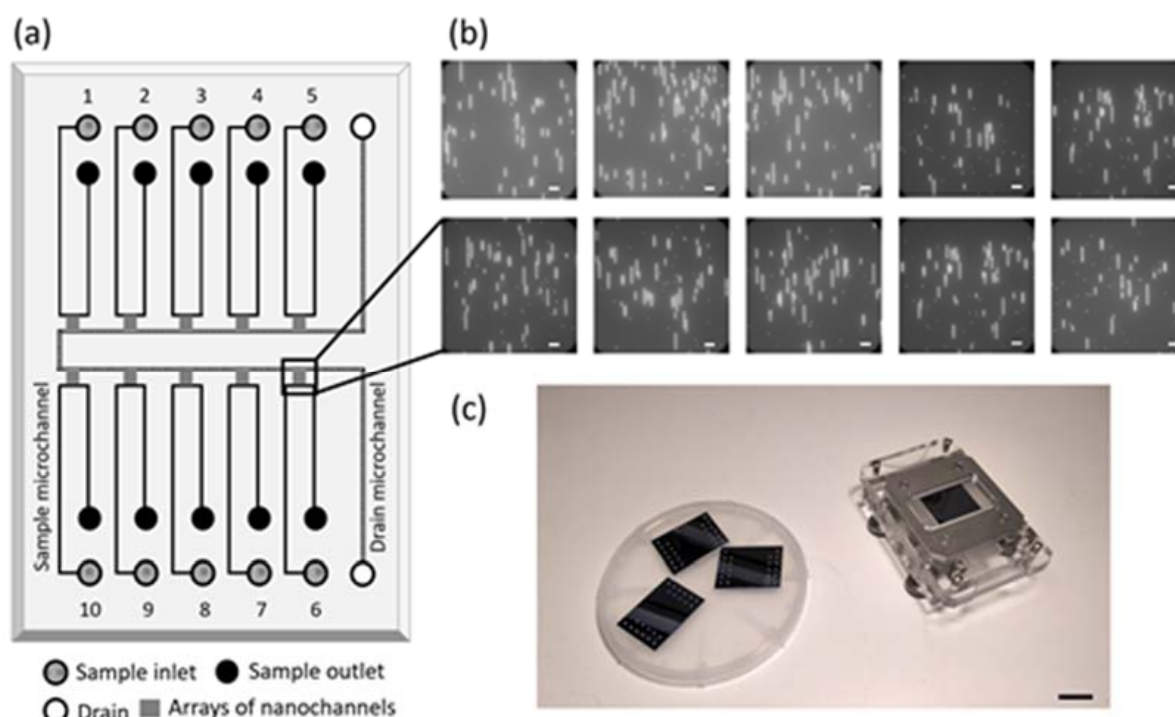 (a)
(b)
1 2 3 4 5
Sample microchannel
Drain microchannel
10 9 8 7 6
Sample inlet Sample outlet
Drain Arrays of nanochannels
(c)